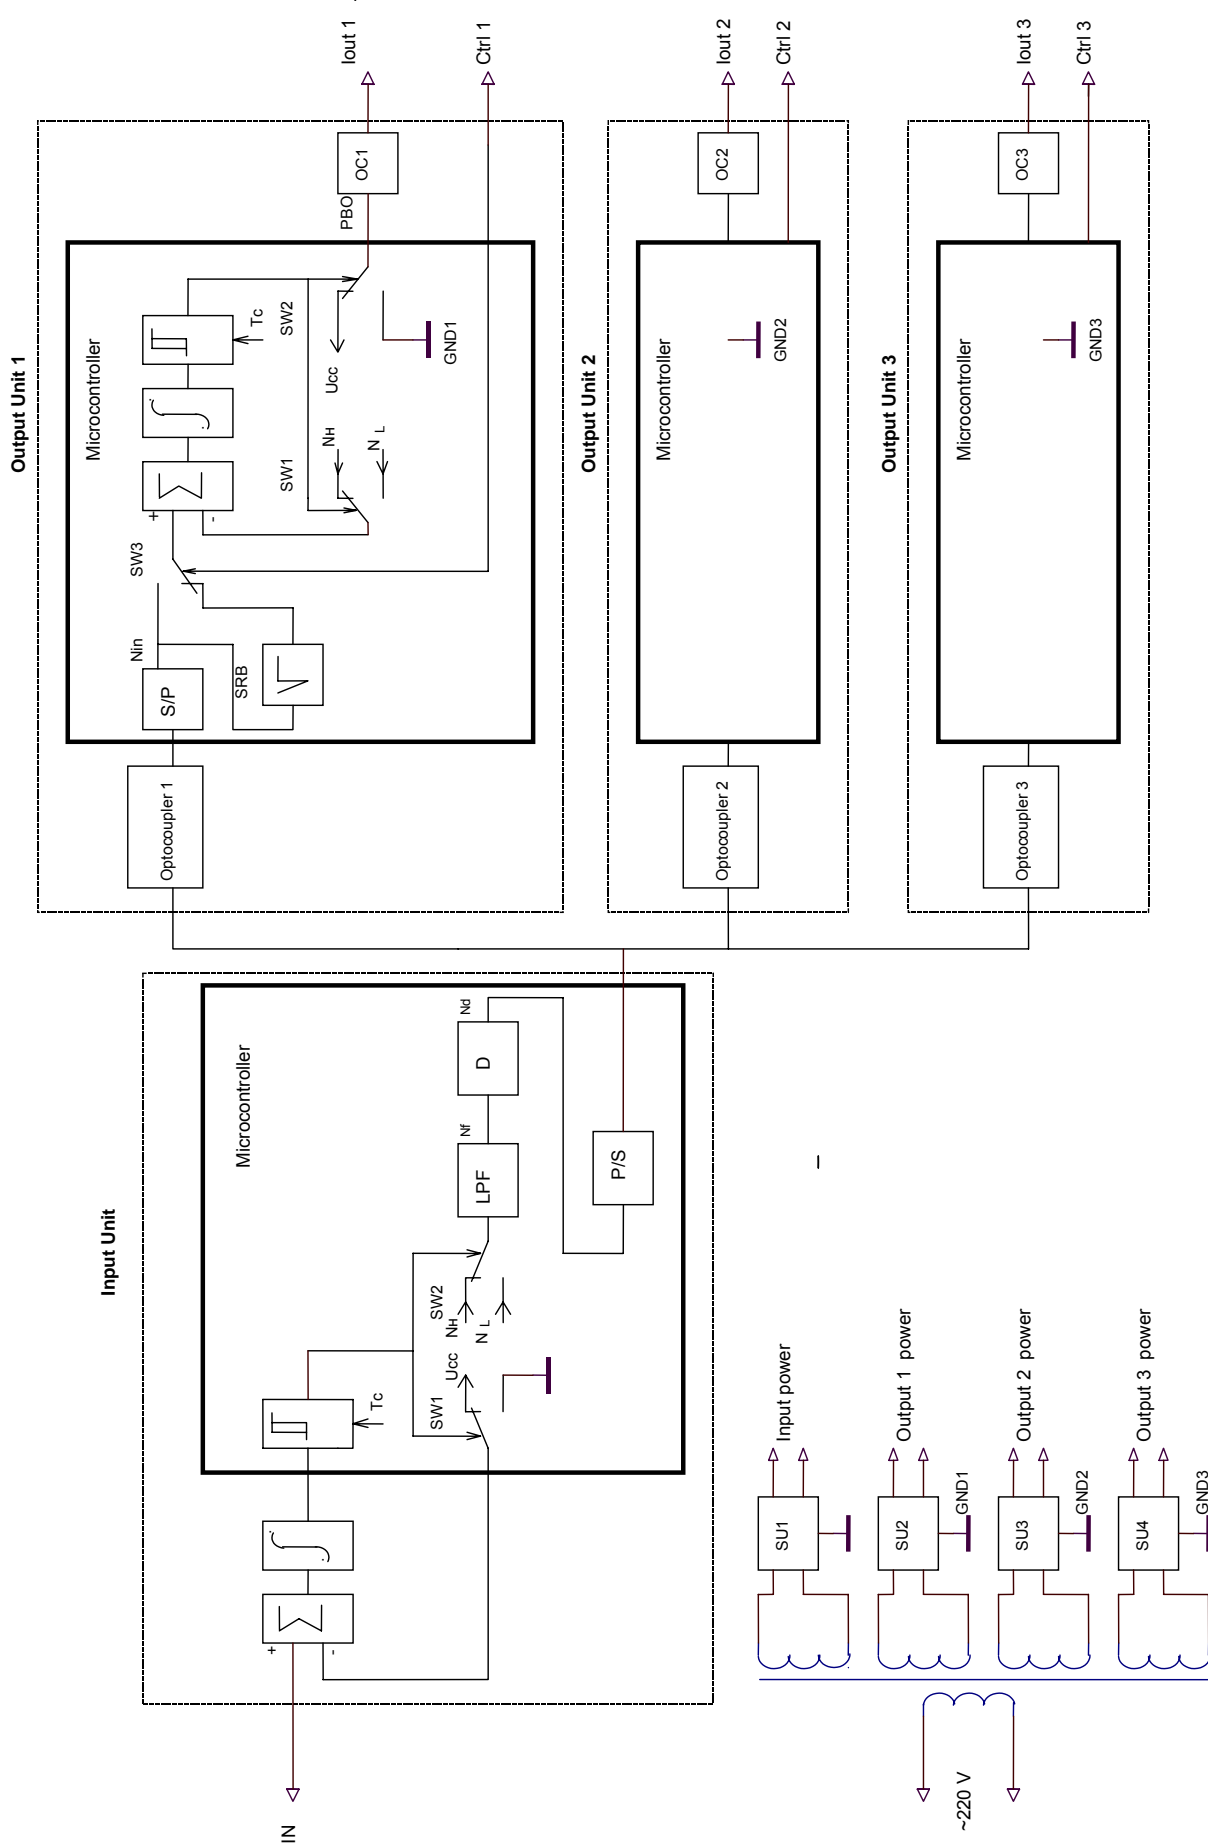 Output Unit 1
Microcontroller
Optocoupler 1
S/P
Nin
SRB
√
SW3
+
-
Σ
∫
Tc
SW1
NH
N L
SW2
Ucc
GND1
PBO
OC1
Iout 1
Ctrl 1
Output Unit 2
Microcontroller
Optocoupler 2
GND2
OC2
Iout 2
Ctrl 2
Output Unit 3
Microcontroller
Optocoupler 3
GND3
OC3
Iout 3
Ctrl 3
Input Unit
Microcontroller
IN
+
-
Σ
∫
Tc
SW1
Ucc
SW2
NH
N L
LPF
Nf
D
Nd
P/S
~220 V
SU1
Input power
SU2
GND1
Output 1 power
SU3
GND2
Output 2 power
SU4
GND3
Output 3 power